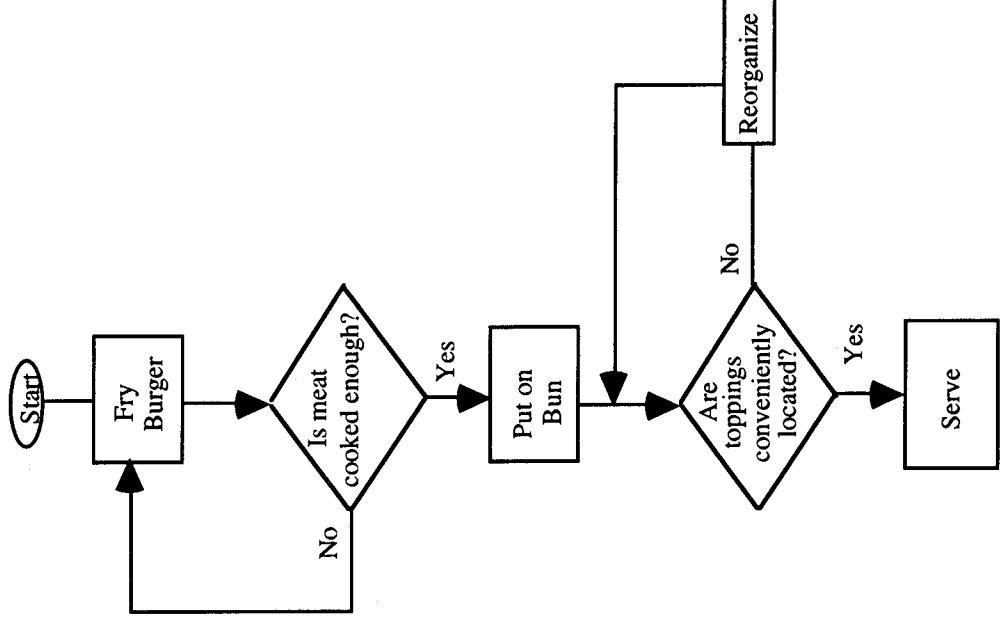 Start
Fry
Burger
Is meat
cooked enough?
No
Yes
Put on
Bun
Are
toppings
conveniently
located?
No
Reorganize
Yes
Serve